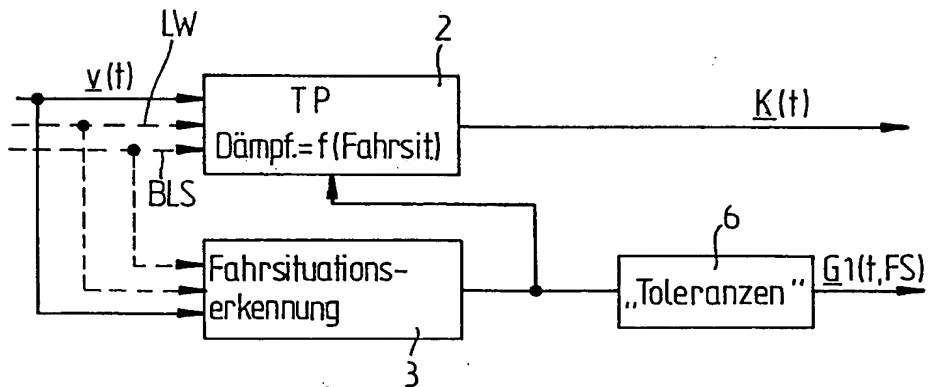 LW
2
v(t)
TP
K(t)
Dämpf.=f(Fahrsit.)
BLS
6
Fahrsituations-
erkennung
„Toleranzen“
G1(t,FS)
3